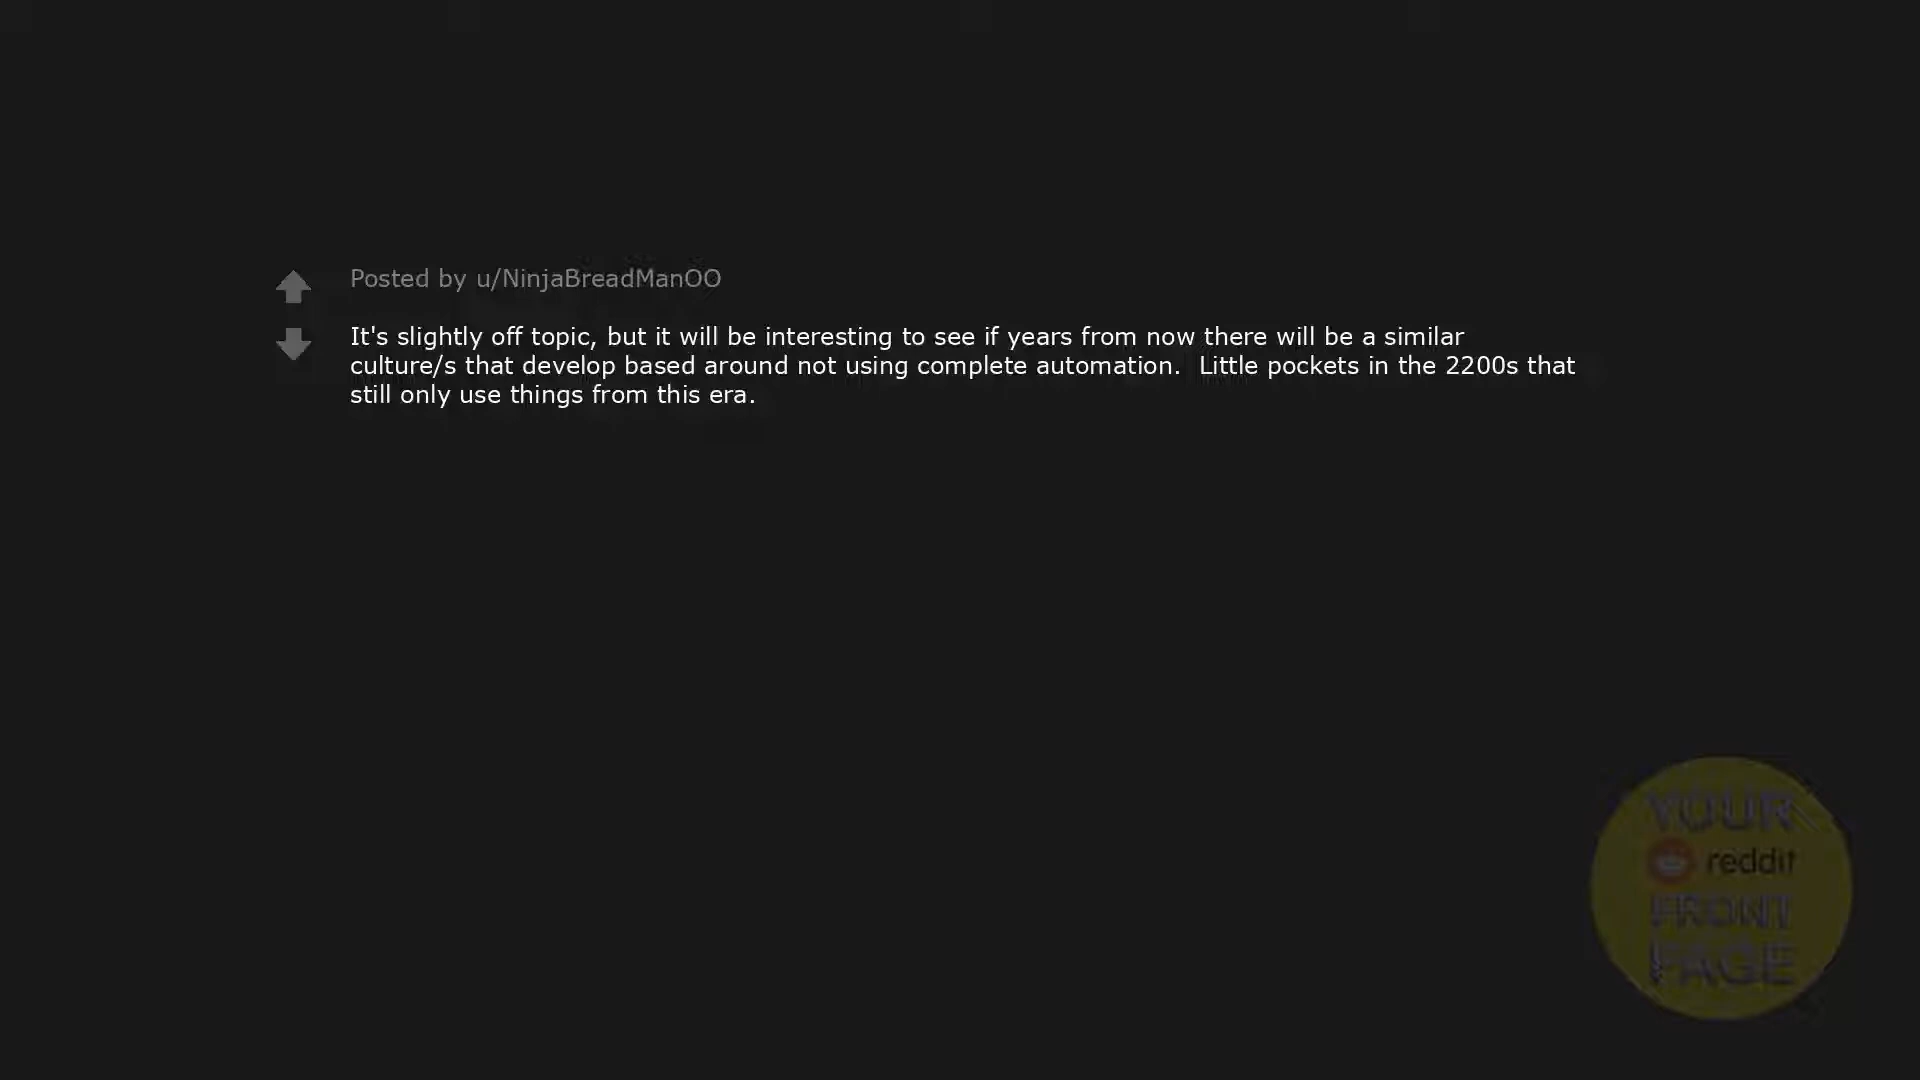 Posted by u/NinjaBreadManOO
It's slightly off topic, but it will be interesting to see if years from now there will be a similar
culture/s that develop based around not using complete automation.  Little pockets in the 2200s that
still only use things from this era.
YOUR
reddit
FRONT
PAGE